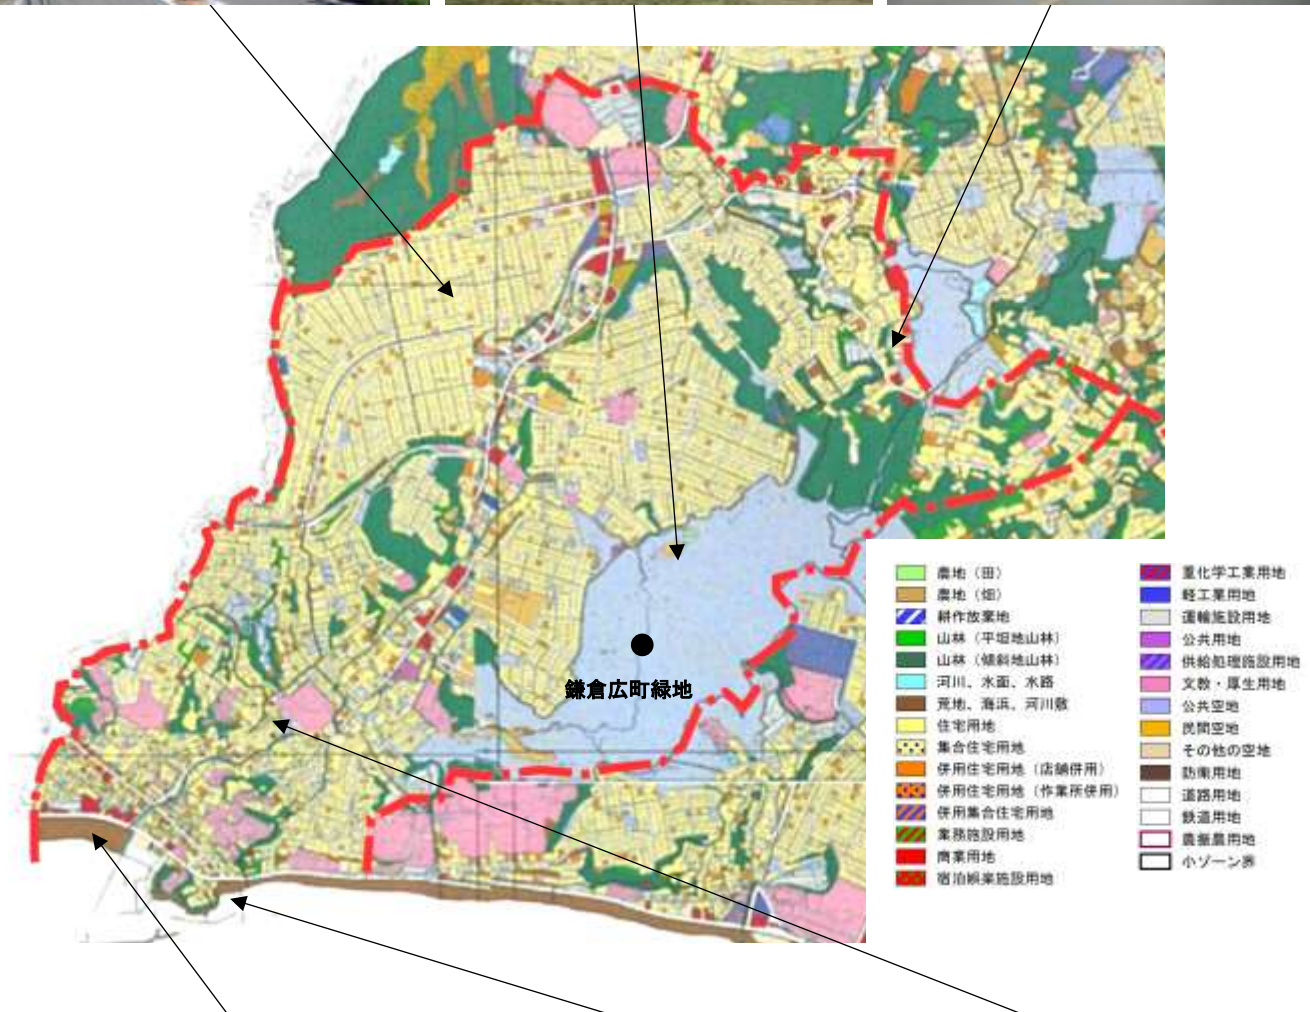 鎌倉広町緑地
農地（田）
農地（畑）
耕作放棄地
山林（平坦地山林）
山林（傾斜地山林）
河川、水面、水路
荒地、海浜、河川敷
住宅用地
集合住宅用地
併用住宅用地（店舗併用）
併用住宅用地（作業所併用）
併用集合住宅用地
業務施設用地
商業用地
宿泊娯楽施設用地
重化学工業用地
軽工業用地
運輸施設用地
公共用地
供給処理施設用地
文教・厚生用地
公共空地
民間空地
その他の空地
防衛用地
道路用地
鉄道用地
農振農用地
小ゾーン界